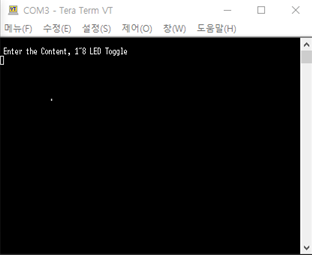 COM3 - Tera Term VT
메뉴(F) 수정(E) 설정(S) 제어(O) 창(W) 도움말(H)
Enter the Content, 1~8 LED Toggle